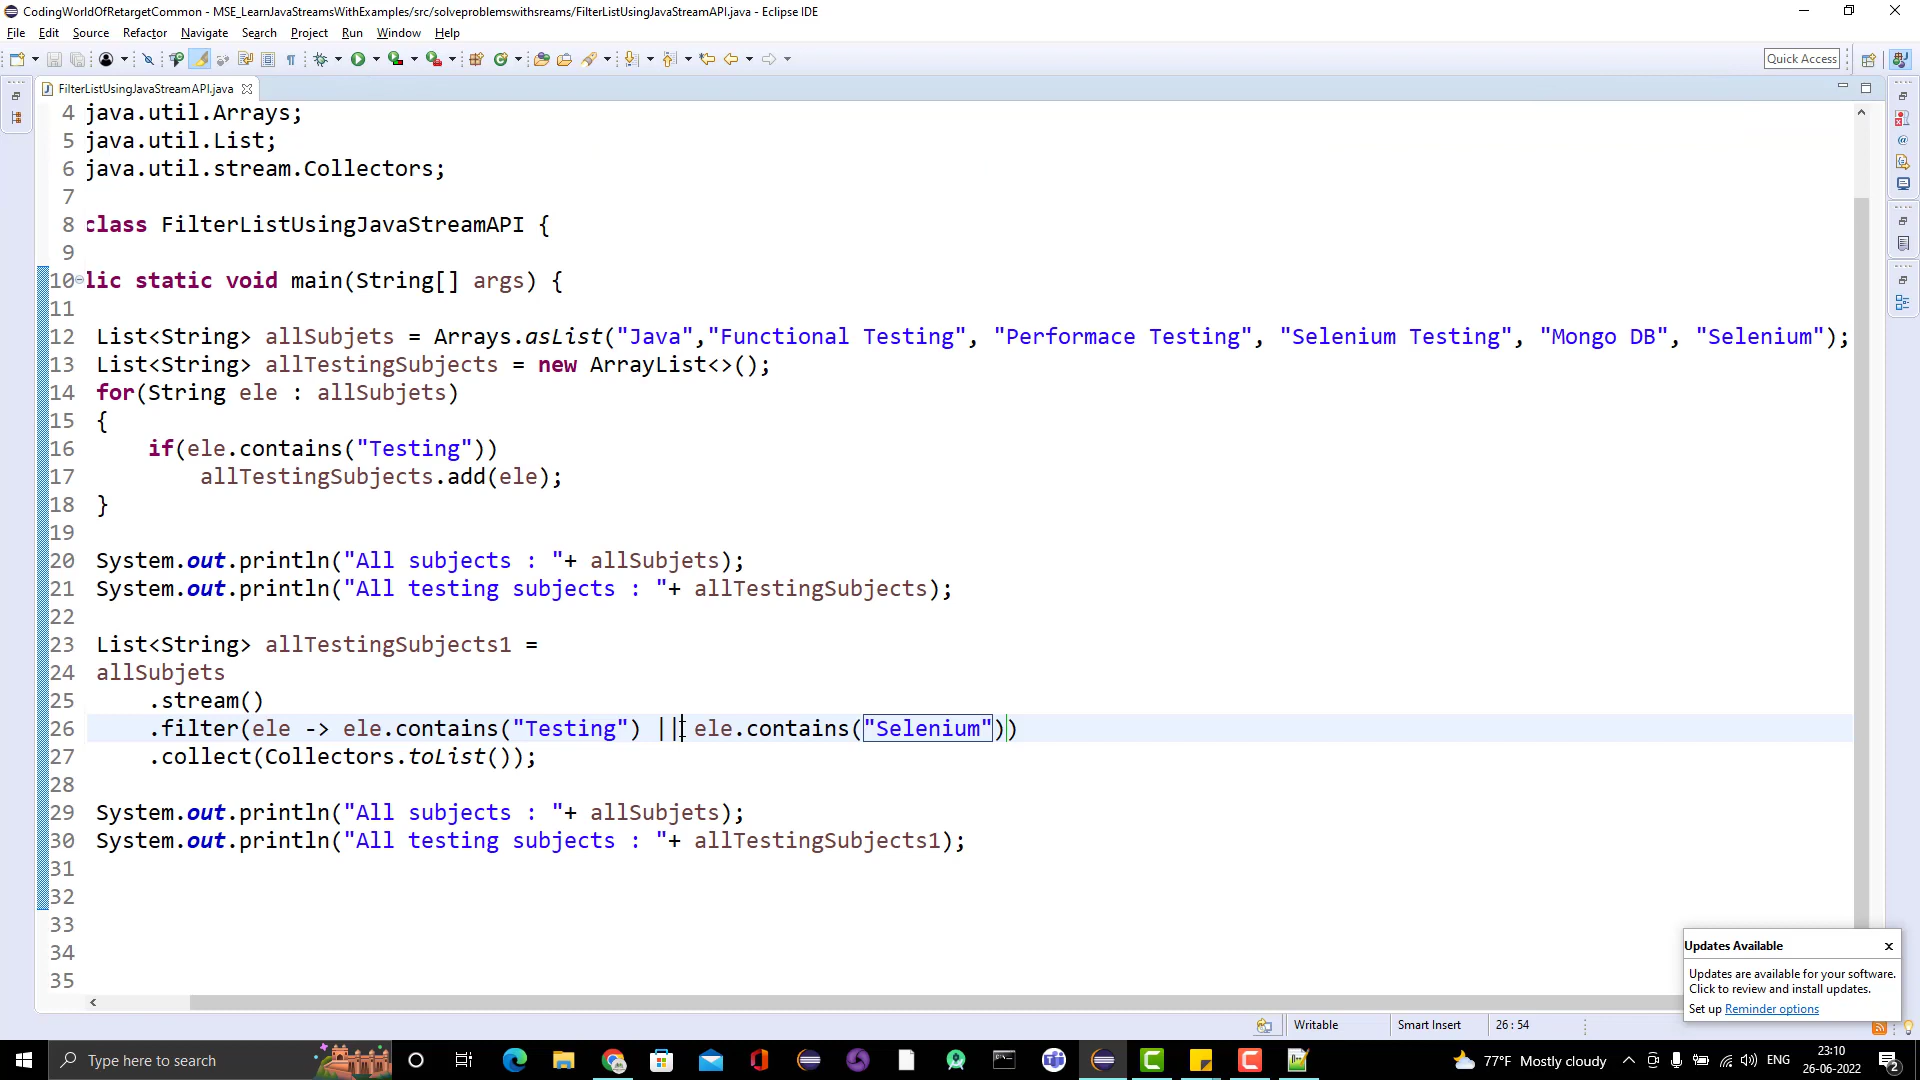 CodingWorldOfRetargetCommon - MSE_LearnJavaStreamsWithExamples/src/solveproblemswithsreams/FilterListUsingJavaStreamAPI.java - Eclipse IDE
File Edit Source Refactor Navigate Search Project Run Window Help
Quick Access
FilterListUsingJavaStreamAPI.java
4 java.util.Arrays;
5 java.util.List;
6 java.util.stream.Collectors;
7
8 class FilterListUsingJavaStreamAPI {
9
10 lic static void main(String[] args) {
11
12 List<String> allSubjets = Arrays.asList("Java","Functional Testing", "Performace Testing", "Selenium Testing", "Mongo DB", "Selenium");
13 List<String> allTestingSubjects = new ArrayList<>();
14 for(String ele : allSubjets)
15 {
16 if(ele.contains("Testing"))
17 allTestingSubjects.add(ele);
18 }
19
20 System.out.println("All subjects : "+ allSubjets);
21 System.out.println("All testing subjects : "+ allTestingSubjects);
22
23 List<String> allTestingSubjects1 =
24 allSubjets
25 .stream()
26 .filter(ele -> ele.contains("Testing") || ele.contains("Selenium"))
27 .collect(Collectors.toList());
28
29 System.out.println("All subjects : "+ allSubjets);
30 System.out.println("All testing subjects : "+ allTestingSubjects1);
31
32
33
34
35
Updates Available
Updates are available for your software.
Click to review and install updates.
Set up Reminder options
Writable Smart Insert 26 : 54
Type here to search
77°F Mostly cloudy
ENG
23:10
26-06-2022
2